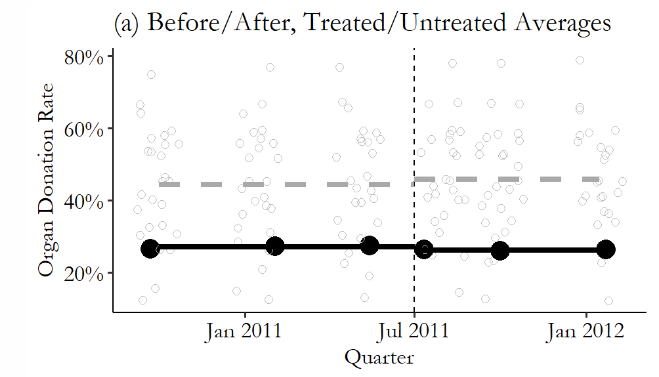 (a) Before/After, Treated/Untreated Averages
80%
60%
40%
20%
Organ Donation Rate
Jan 2011
Jul 2011
Jan 2012
Quarter